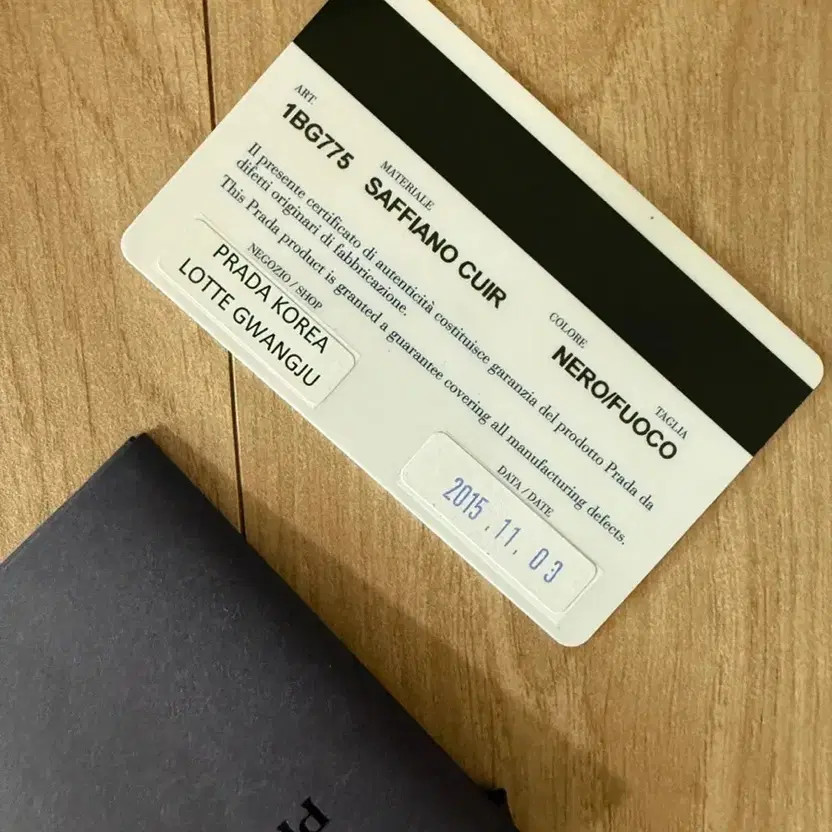 ART.
1BG775
MATERIALE
SAFFIANO CUIR
COLORE
NERO/FUOCO
TAGLIA
Il presente certificato di autenticità costituisce garanzia del prodotto Prada da
difetti originari di fabbricazione.
This Prada product is granted a guarantee covering all manufacturing defects.
NEGOZIO / SHOP
PRADA KOREA
LOTTE GWANGJU
DATA / DATE
2015.11.03